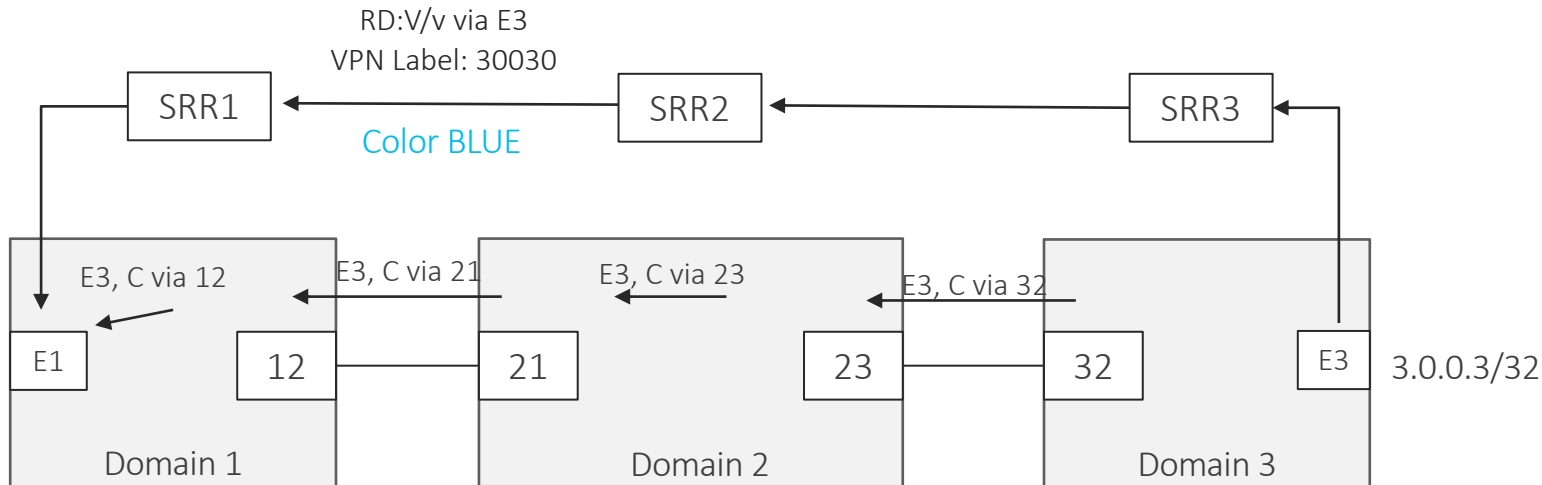 RD:V/v via E3
VPN Label: 30030
SRR1
SRR2
SRR3
Color BLUE
E3, C via 12
E3, C via 21
E3, C via 23
E3, C via 32
E1
12
21
23
32
E3
3.0.0.3/32
Domain 1
Domain 2
Domain 3